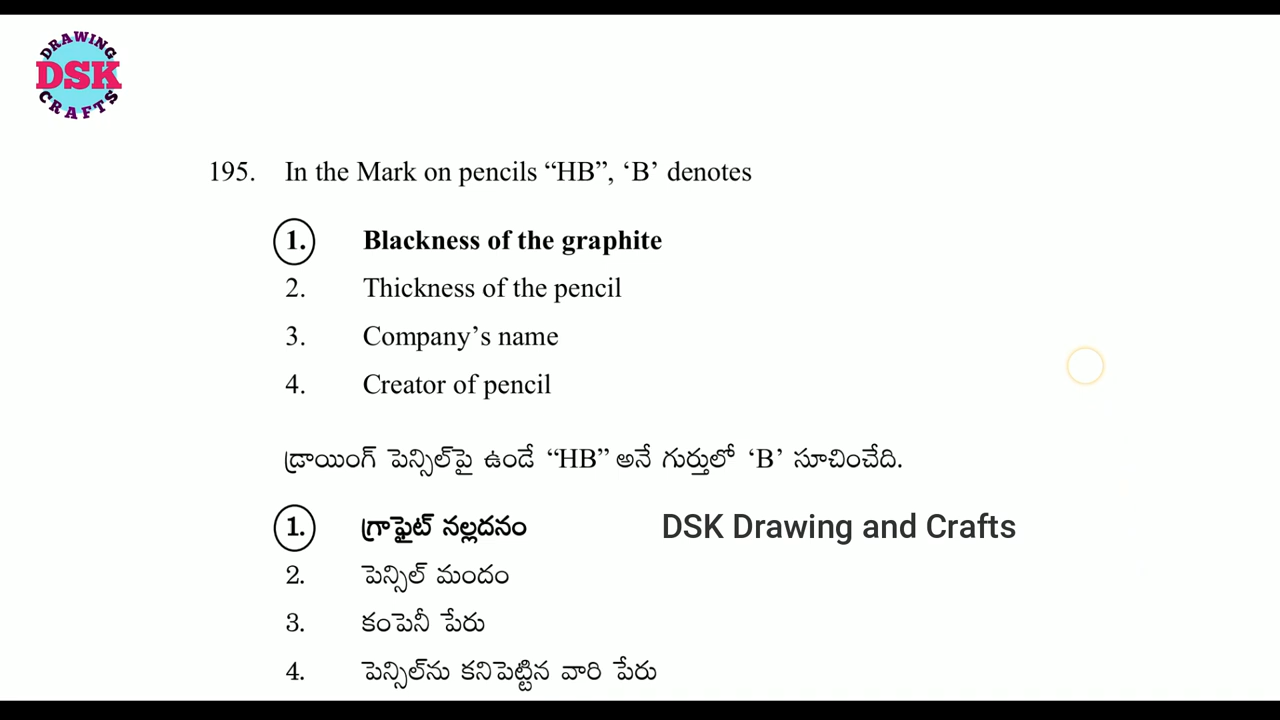 DRAWING
DSK
CRAFTS
195. In the Mark on pencils “HB”, ‘B’ denotes
1. Blackness of the graphite
2. Thickness of the pencil
3. Company’s name
4. Creator of pencil
డ్రాయింగ్ పెన్సిల్‌పై ఉండే “HB” అనే గుర్తులో ‘B’ సూచించేది.
1. గ్రాఫైట్ నల్లదనం DSK Drawing and Crafts
2. పెన్సిల్ మందం
3. కంపెనీ పేరు
4. పెన్సిల్‌ను కనిపెట్టిన వారి పేరు